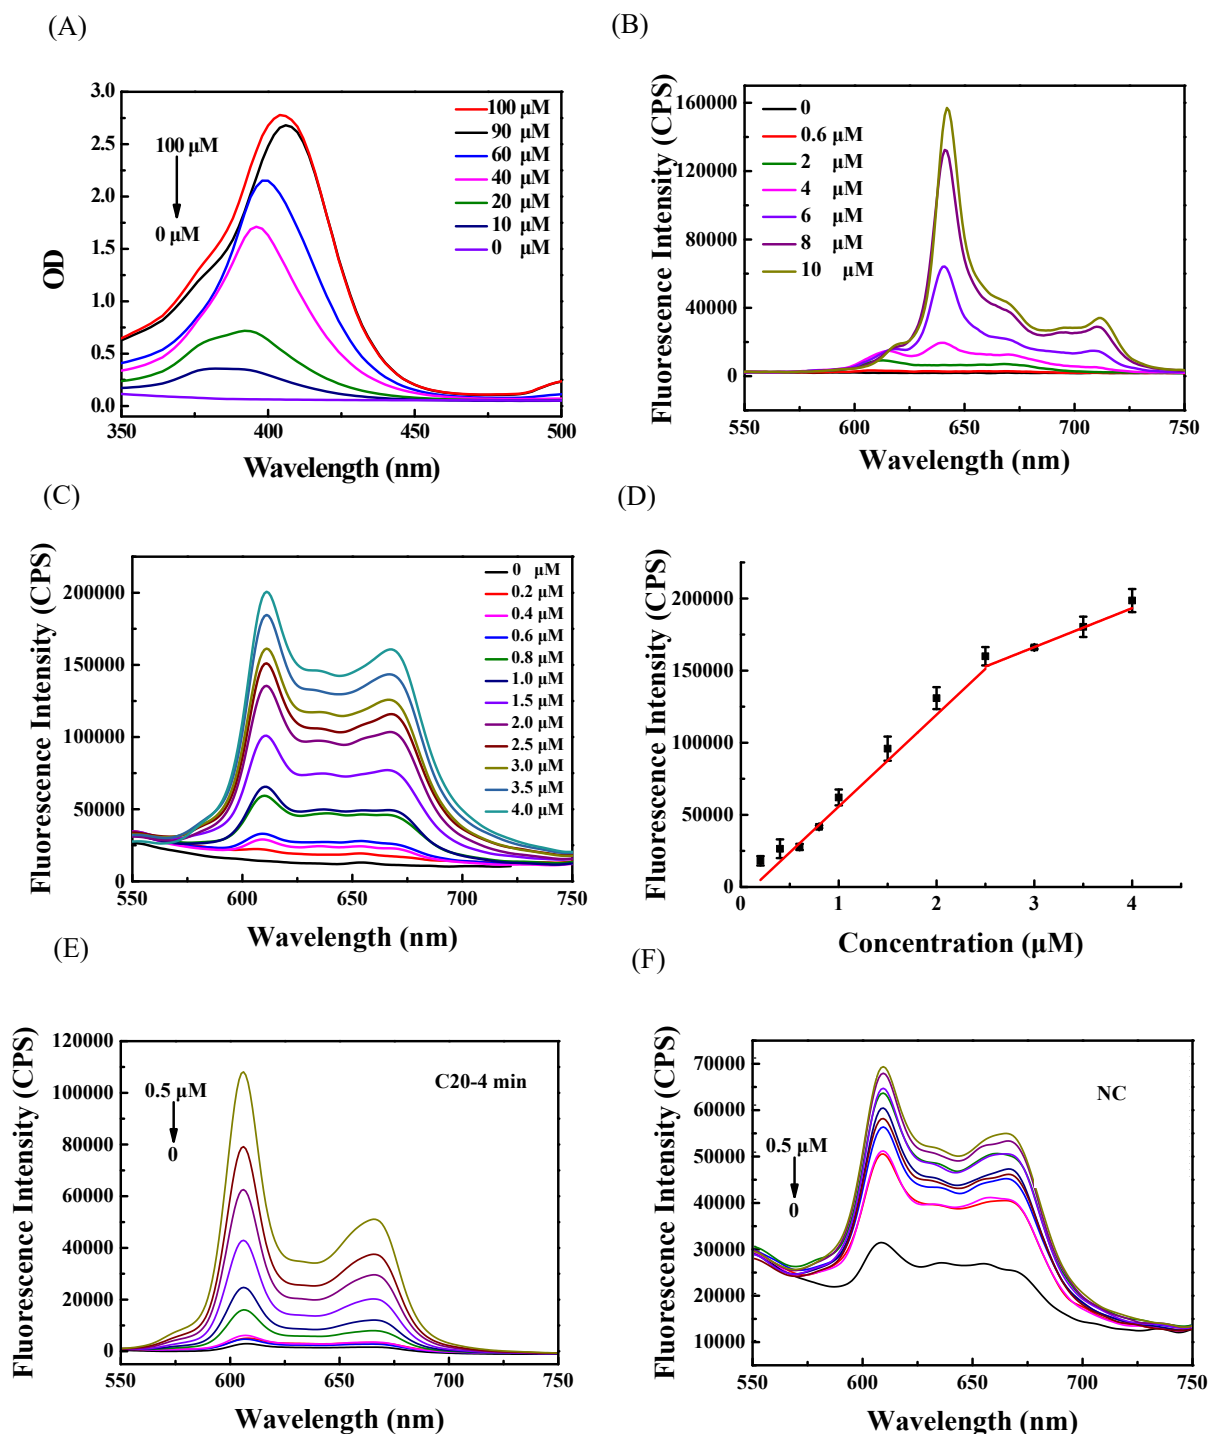 (A)
(B)
OD
3.0
2.5
2.0
1.5
1.0
0.5
0.0
100 μM
0 μM
100 μM
90 μM
60 μM
40 μM
20 μM
10 μM
0 μM
350 400 450 500
Wavelength (nm)
Fluorescence Intensity (CPS)
160000
120000
80000
40000
0
0
0.6 μM
2 μM
4 μM
6 μM
8 μM
10 μM
550 600 650 700 750
Wavelength (nm)
(C)
(D)
Fluorescence Intensity (CPS)
200000
150000
100000
50000
0
0 μM
0.2 μM
0.4 μM
0.6 μM
0.8 μM
1.0 μM
1.5 μM
2.0 μM
2.5 μM
3.0 μM
3.5 μM
4.0 μM
550 600 650 700 750
Wavelength (nm)
Fluorescence Intensity (CPS)
200000
150000
100000
50000
0
0 1 2 3 4
Concentration (μM)
(E)
(F)
Fluorescence Intensity (CPS)
120000
100000
80000
60000
40000
20000
0
0.5 μM
0
C20-4 min
550 600 650 700 750
Wavelength (nm)
Fluorescence Intensity (CPS)
70000
60000
50000
40000
30000
20000
10000
0.5 μM
0
NC
550 600 650 700 750
Wavelength (nm)